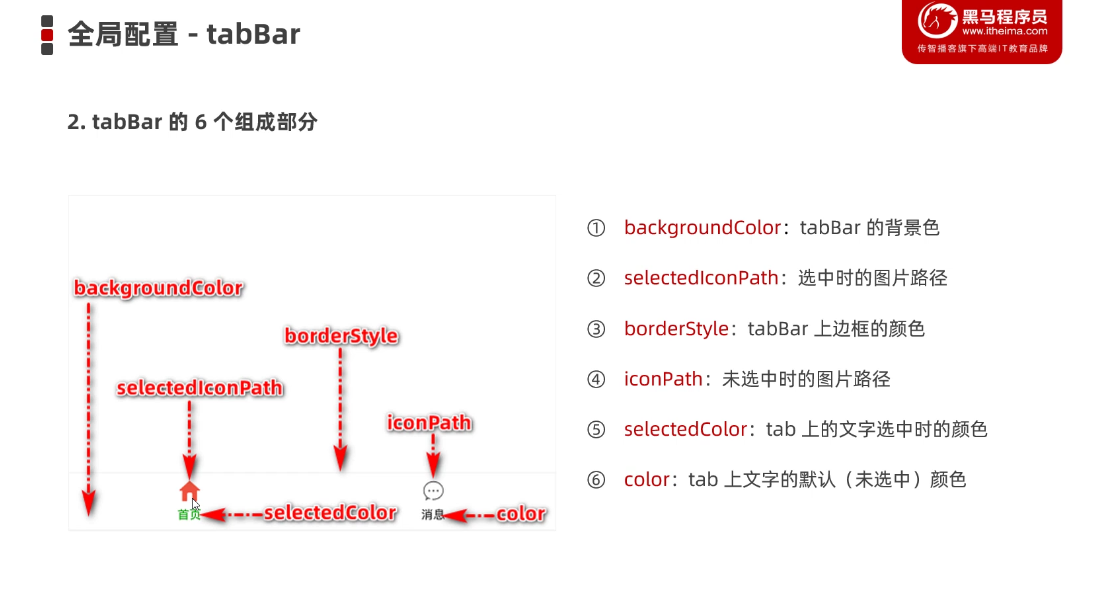 全局配置 - tabBar
黑马程序员
www.itheima.com
传智播客旗下高端IT教育品牌
2. tabBar 的 6 个组成部分
backgroundColor
borderStyle
selectedIconPath
iconPath
首页
selectedColor
消息
color
① backgroundColor：tabBar 的背景色
② selectedIconPath：选中时的图片路径
③ borderStyle：tabBar 上边框的颜色
④ iconPath：未选中时的图片路径
⑤ selectedColor：tab 上的文字选中时的颜色
⑥ color：tab 上文字的默认（未选中）颜色